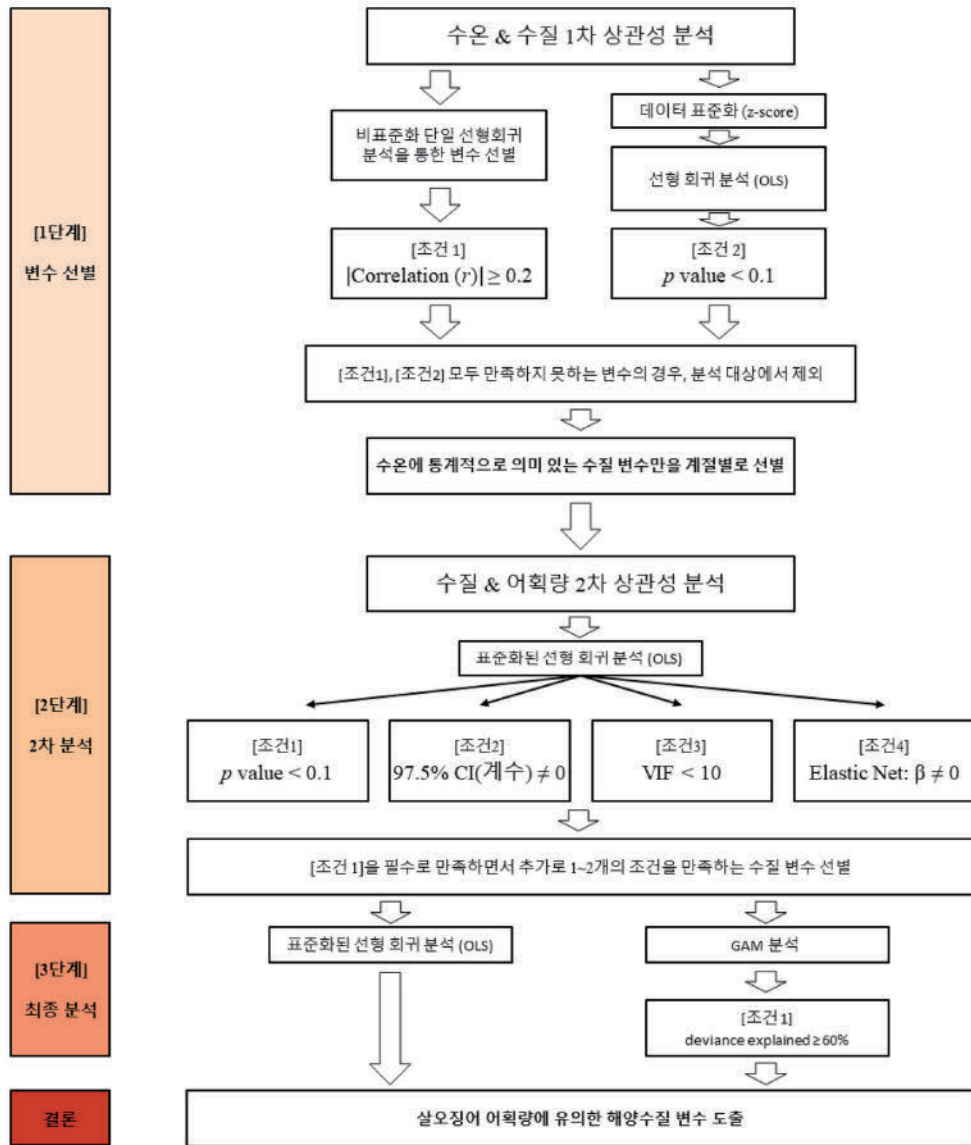 수온 & 수질 1차 상관성 분석
비표준화 단일 선형회귀
분석을 통한 변수 선별
데이터 표준화 (z-score)
선형 회귀 분석 (OLS)
[1단계]
변수 선별
[조건 1]
|Correlation (r)| ≥ 0.2
[조건 2]
p value < 0.1
[조건1], [조건2] 모두 만족하지 못하는 변수의 경우, 분석 대상에서 제외
수온에 통계적으로 의미 있는 수질 변수만을 계절별로 선별
[2단계]
2차 분석
수질 & 어획량 2차 상관성 분석
표준화된 선형 회귀 분석 (OLS)
[조건1]
p value < 0.1
[조건2]
97.5% CI(계수) ≠ 0
[조건3]
VIF < 10
[조건4]
Elastic Net: β ≠ 0
[조건 1]을 필수로 만족하면서 추가로 1~2개의 조건을 만족하는 수질 변수 선별
[3단계]
최종 분석
표준화된 선형 회귀 분석 (OLS)
GAM 분석
[조건1]
deviance explained ≥ 60%
결론
살오징어 어획량에 유의한 해양수질 변수 도출